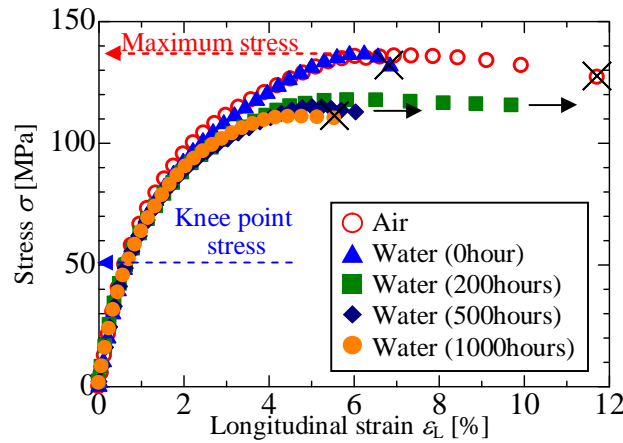 150
100
50
0
Stress σ [MPa]
Maximum stress
Knee point
stress
Air
Water (0hour)
Water (200hours)
Water (500hours)
Water (1000hours)
0 2 4 6 8 10 12
Longitudinal strain ε_L [%]